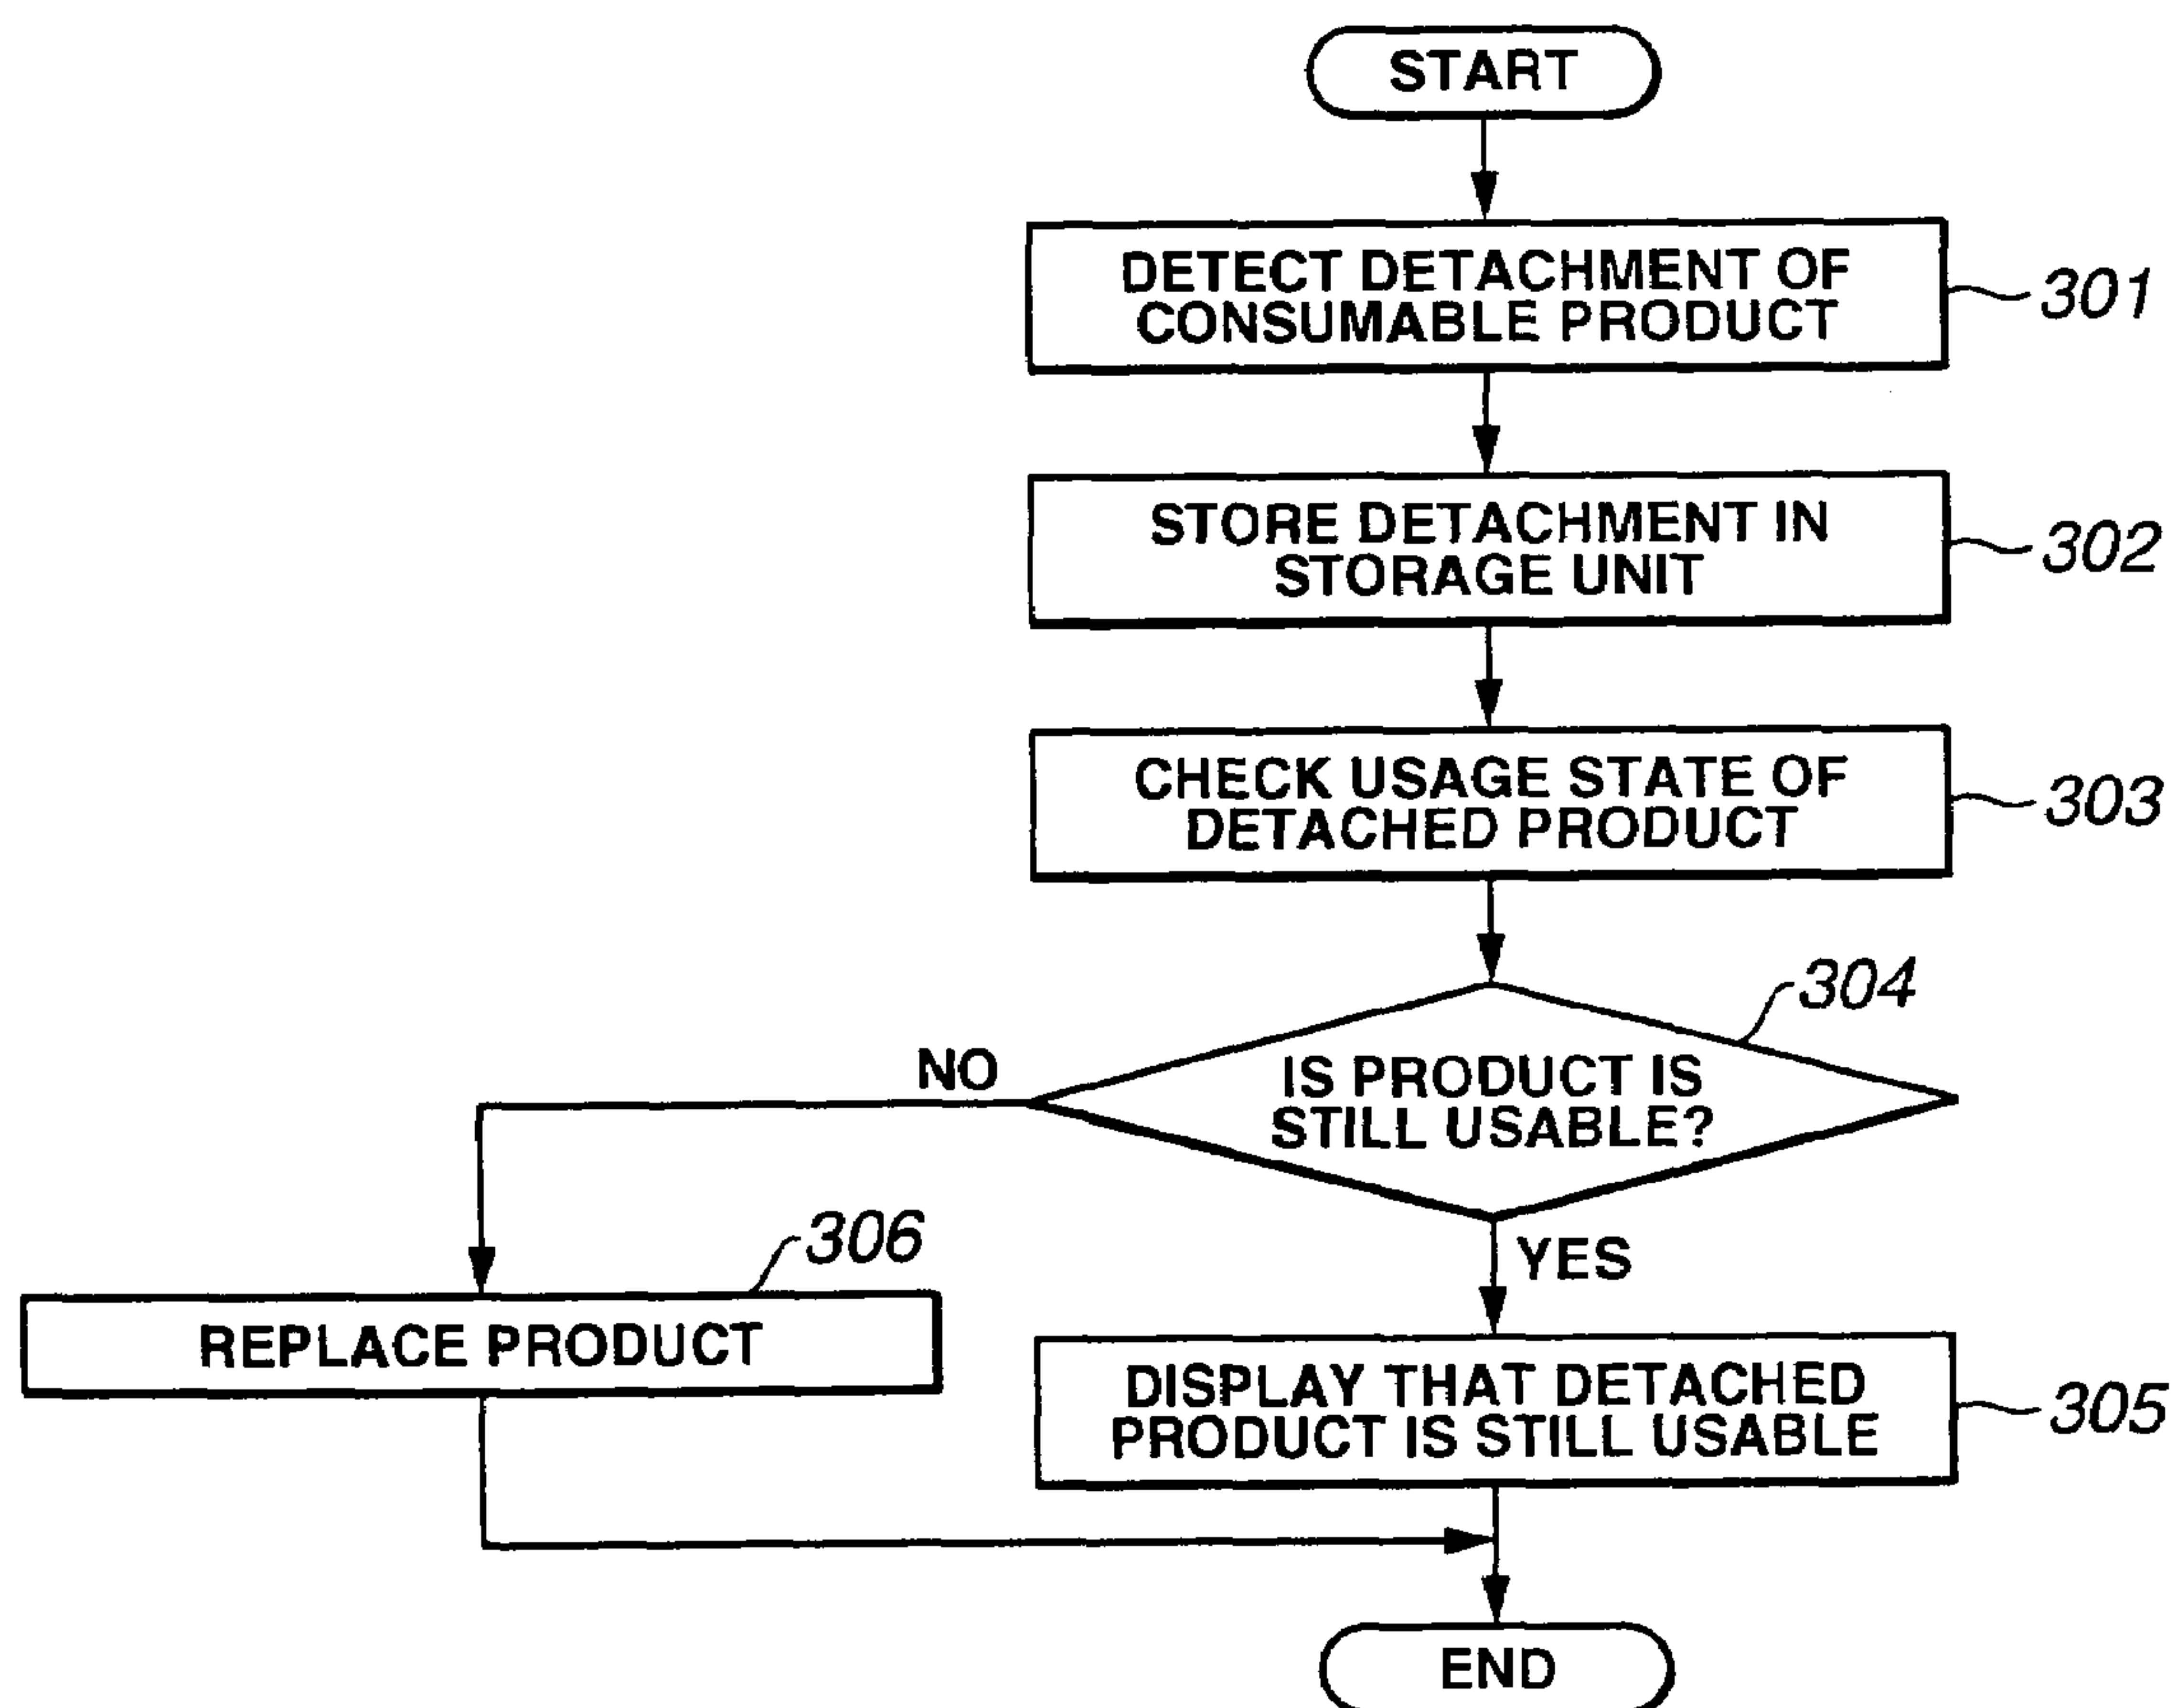 START
DETECT DETACHMENT OF
CONSUMABLE PRODUCT
301
STORE DETACHMENT IN
STORAGE UNIT
302
CHECK USAGE STATE OF
DETACHED PRODUCT
303
304
IS PRODUCT IS
STILL USABLE?
NO
YES
306
REPLACE PRODUCT
DISPLAY THAT DETACHED
PRODUCT IS STILL USABLE
305
END